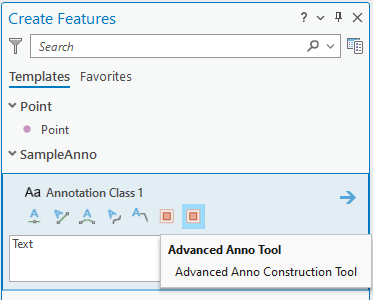 Create Features
Search
Templates Favorites
Point
Point
SampleAnno
Aa Annotation Class 1
A A A A A
Text
Advanced Anno Tool
Advanced Anno Construction Tool